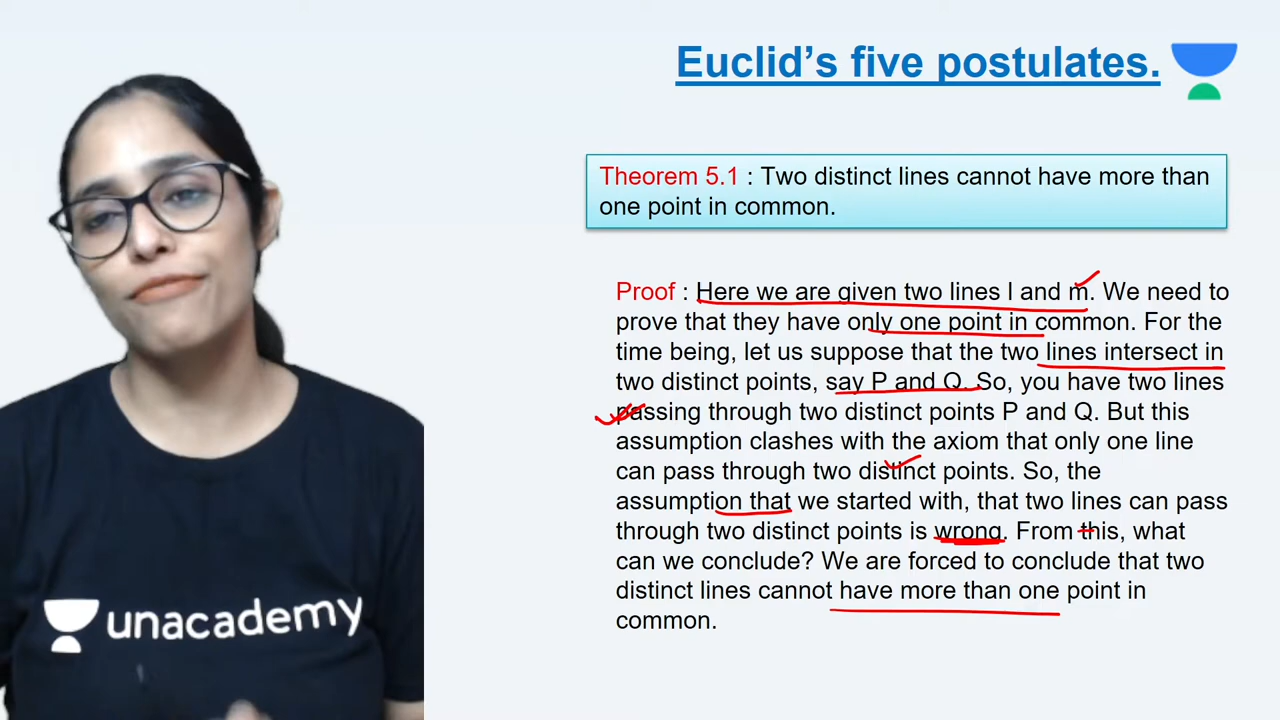 Euclid's five postulates.
Theorem 5.1 : Two distinct lines cannot have more than
one point in common.
Proof : Here we are given two lines l and m. We need to
prove that they have only one point in common. For the
time being, let us suppose that the two lines intersect in
two distinct points, say P and Q. So, you have two lines
passing through two distinct points P and Q. But this
assumption clashes with the axiom that only one line
can pass through two distinct points. So, the
assumption that we started with, that two lines can pass
through two distinct points is wrong. From this, what
can we conclude? We are forced to conclude that two
distinct lines cannot have more than one point in
common.
unacademy